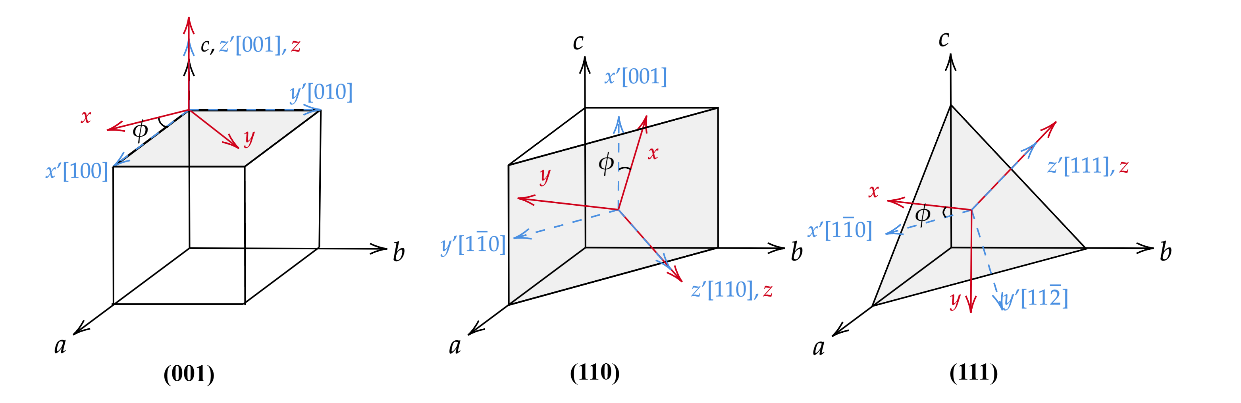 c, z′[001], z
y′[010]
x
ϕ
y
x′[100]
b
a
(001)
c
x′[001]
ϕ
x
y
y′[11̅0]
b
z′[110], z
a
(110)
c
z′[111], z
x
ϕ
x′[11̅0]
b
y
y′[112̅]
a
(111)